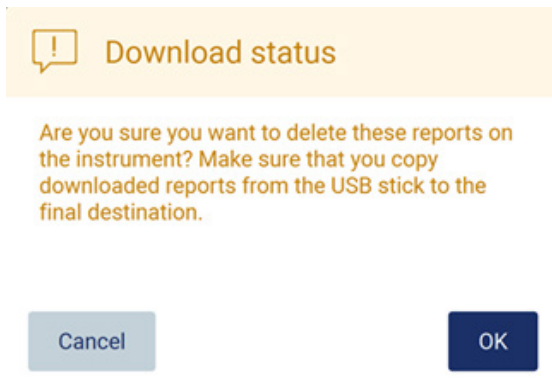 Download status
Are you sure you want to delete these reports on
the instrument? Make sure that you copy
downloaded reports from the USB stick to the
final destination.
Cancel
OK